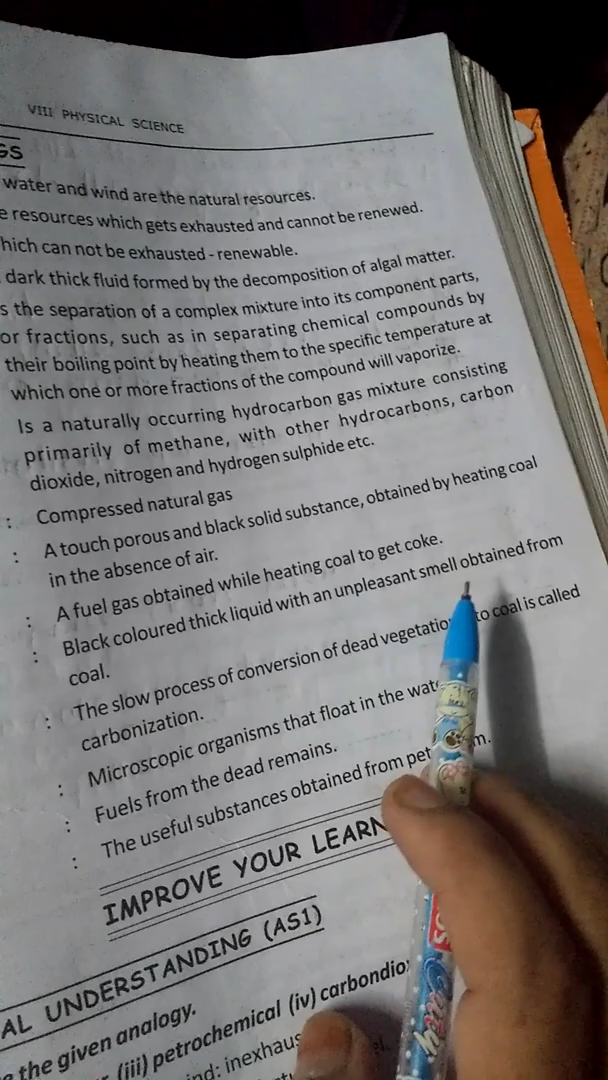 VIII PHYSICAL SCIENCE
GS
water and wind are the natural resources.
e resources which gets exhausted and cannot be renewed.
hich can not be exhausted - renewable.
dark thick fluid formed by the decomposition of algal matter.
s the separation of a complex mixture into its component parts,
or fractions, such as in separating chemical compounds by
their boiling point by heating them to the specific temperature at
which one or more fractions of the compound will vaporize.
Is a naturally occurring hydrocarbon gas mixture consisting
primarily of methane, with other hydrocarbons, carbon
dioxide, nitrogen and hydrogen sulphide etc.
: Compressed natural gas
: A touch porous and black solid substance, obtained by heating coal
in the absence of air.
: A fuel gas obtained while heating coal to get coke.
: Black coloured thick liquid with an unpleasant smell obtained from
coal.
: The slow process of conversion of dead vegetatio to coal is called
carbonization.
: Microscopic organisms that float in the wat
: Fuels from the dead remains.
: The useful substances obtained from pet m.
IMPROVE YOUR LEARN
AL UNDERSTANDING (AS1)
the given analogy.
(iii) petrochemical (iv) carbondio
nd: inexhaus el.